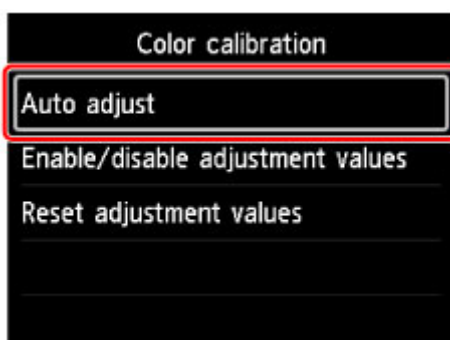 Color calibration
Auto adjust
Enable/disable adjustment values
Reset adjustment values